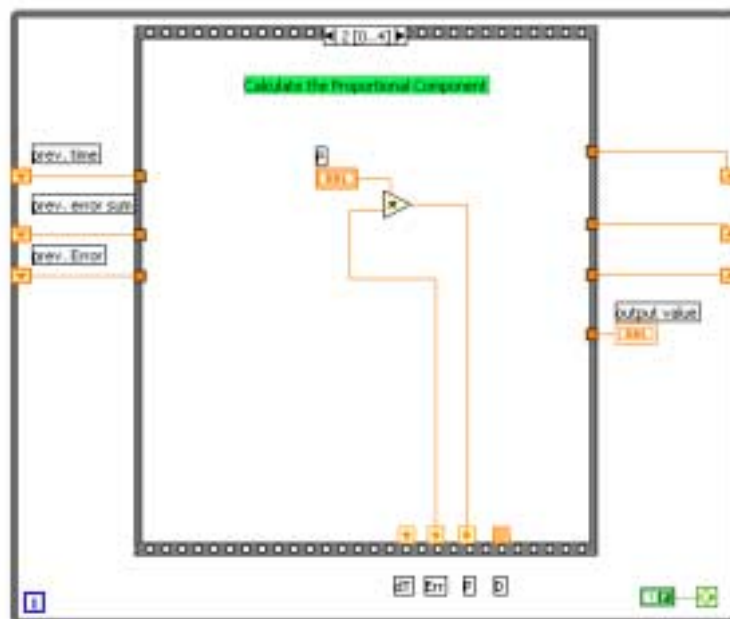 2 [0..4]
Calculate the Proportional Component
prev. time
P
prev. error sum
prev. Error
output value
dT Err P D
i